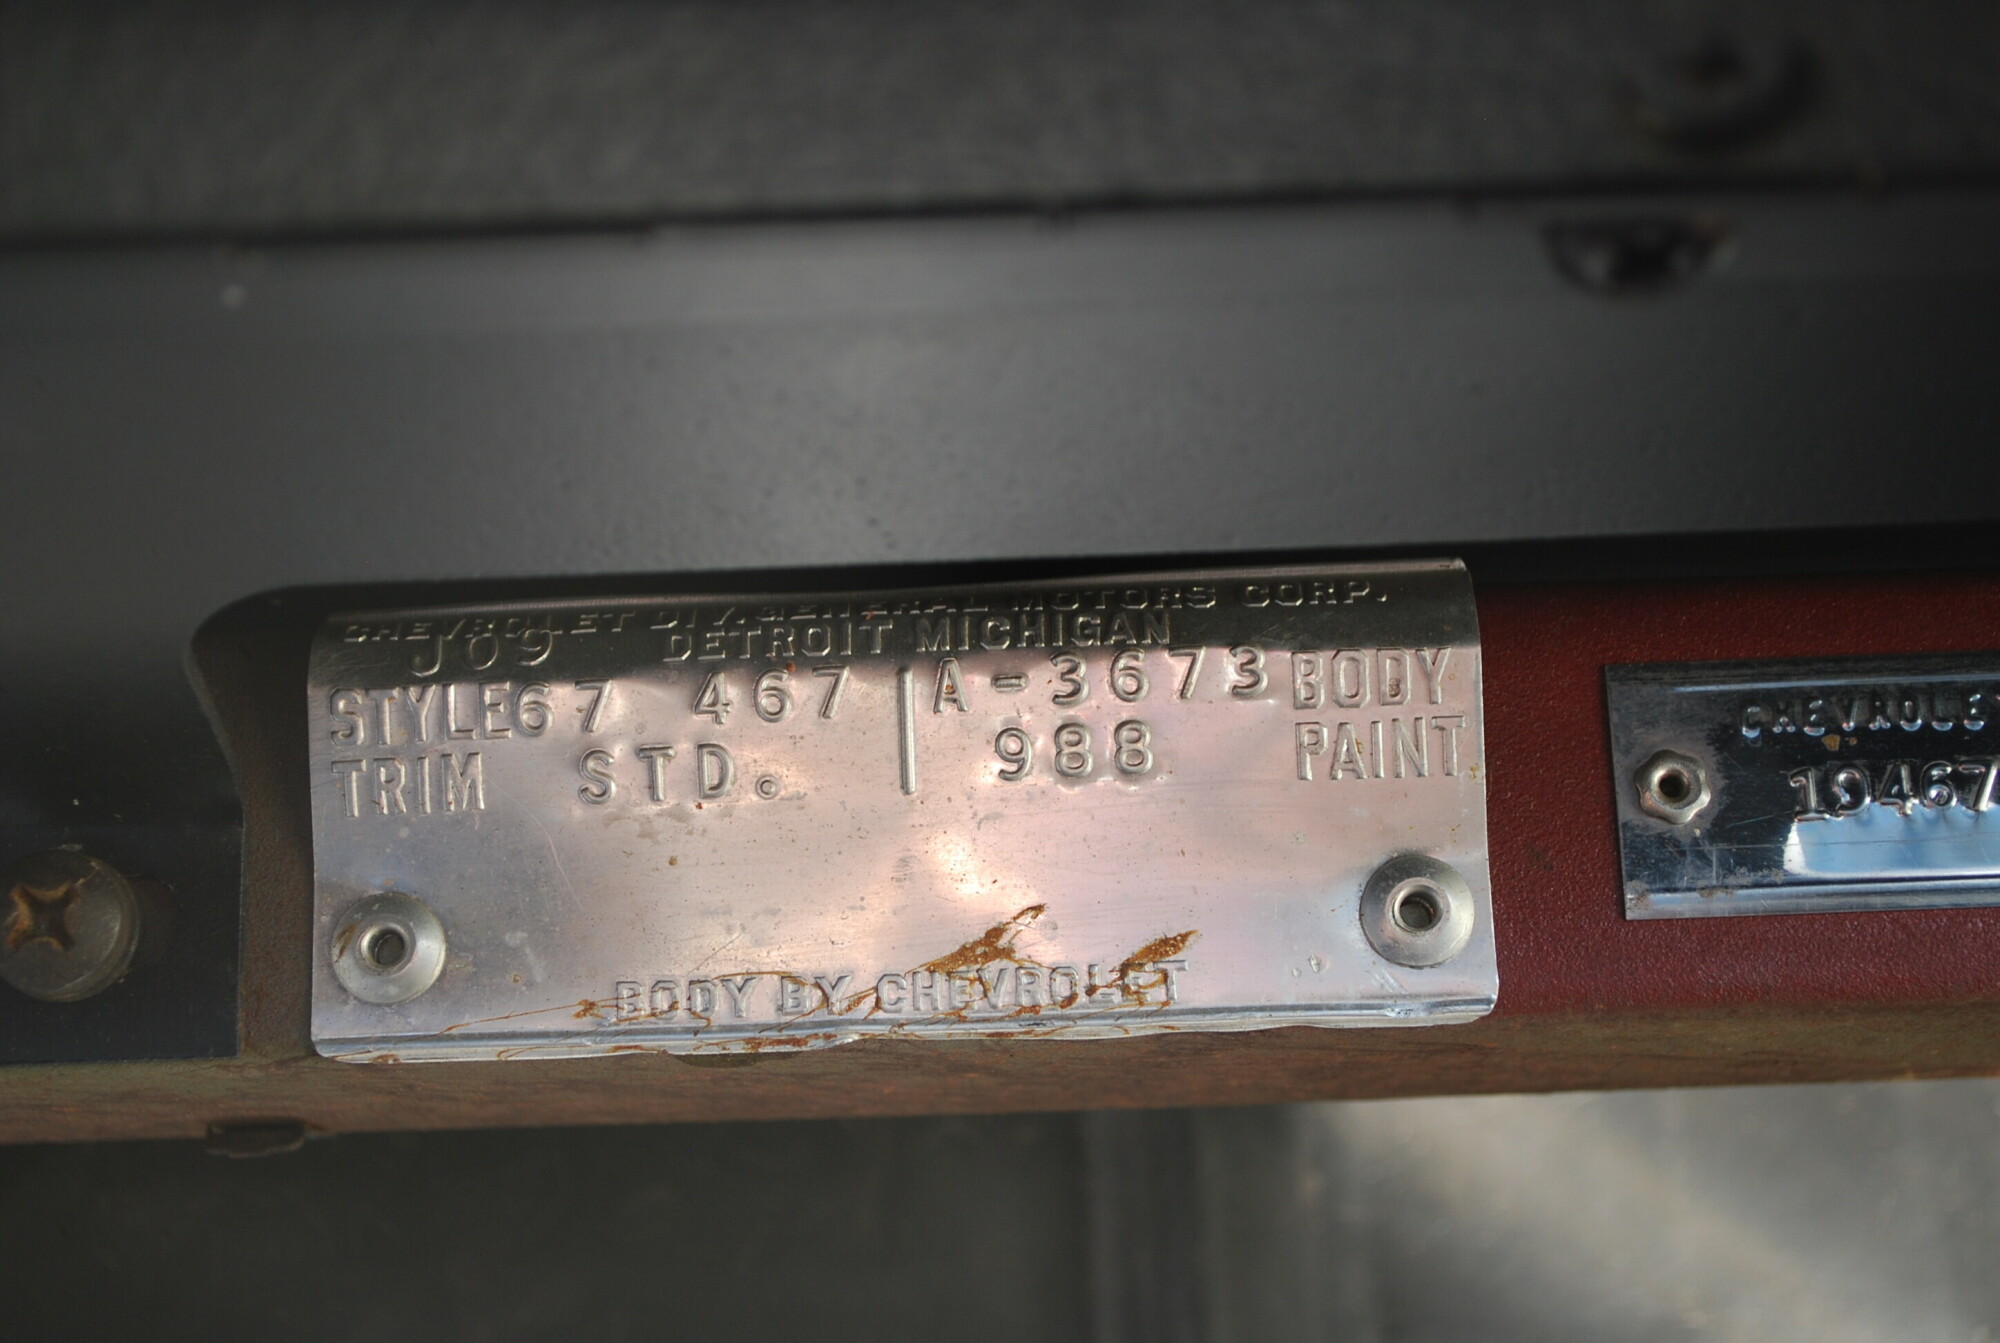 CHEVROLET DIV. GENERAL MOTORS CORP.
J09 DETROIT MICHIGAN
STYLE67 467 | A-3673 BODY
TRIM STD. 988 PAINT
BODY BY CHEVROLET
CHEVROLET
19467